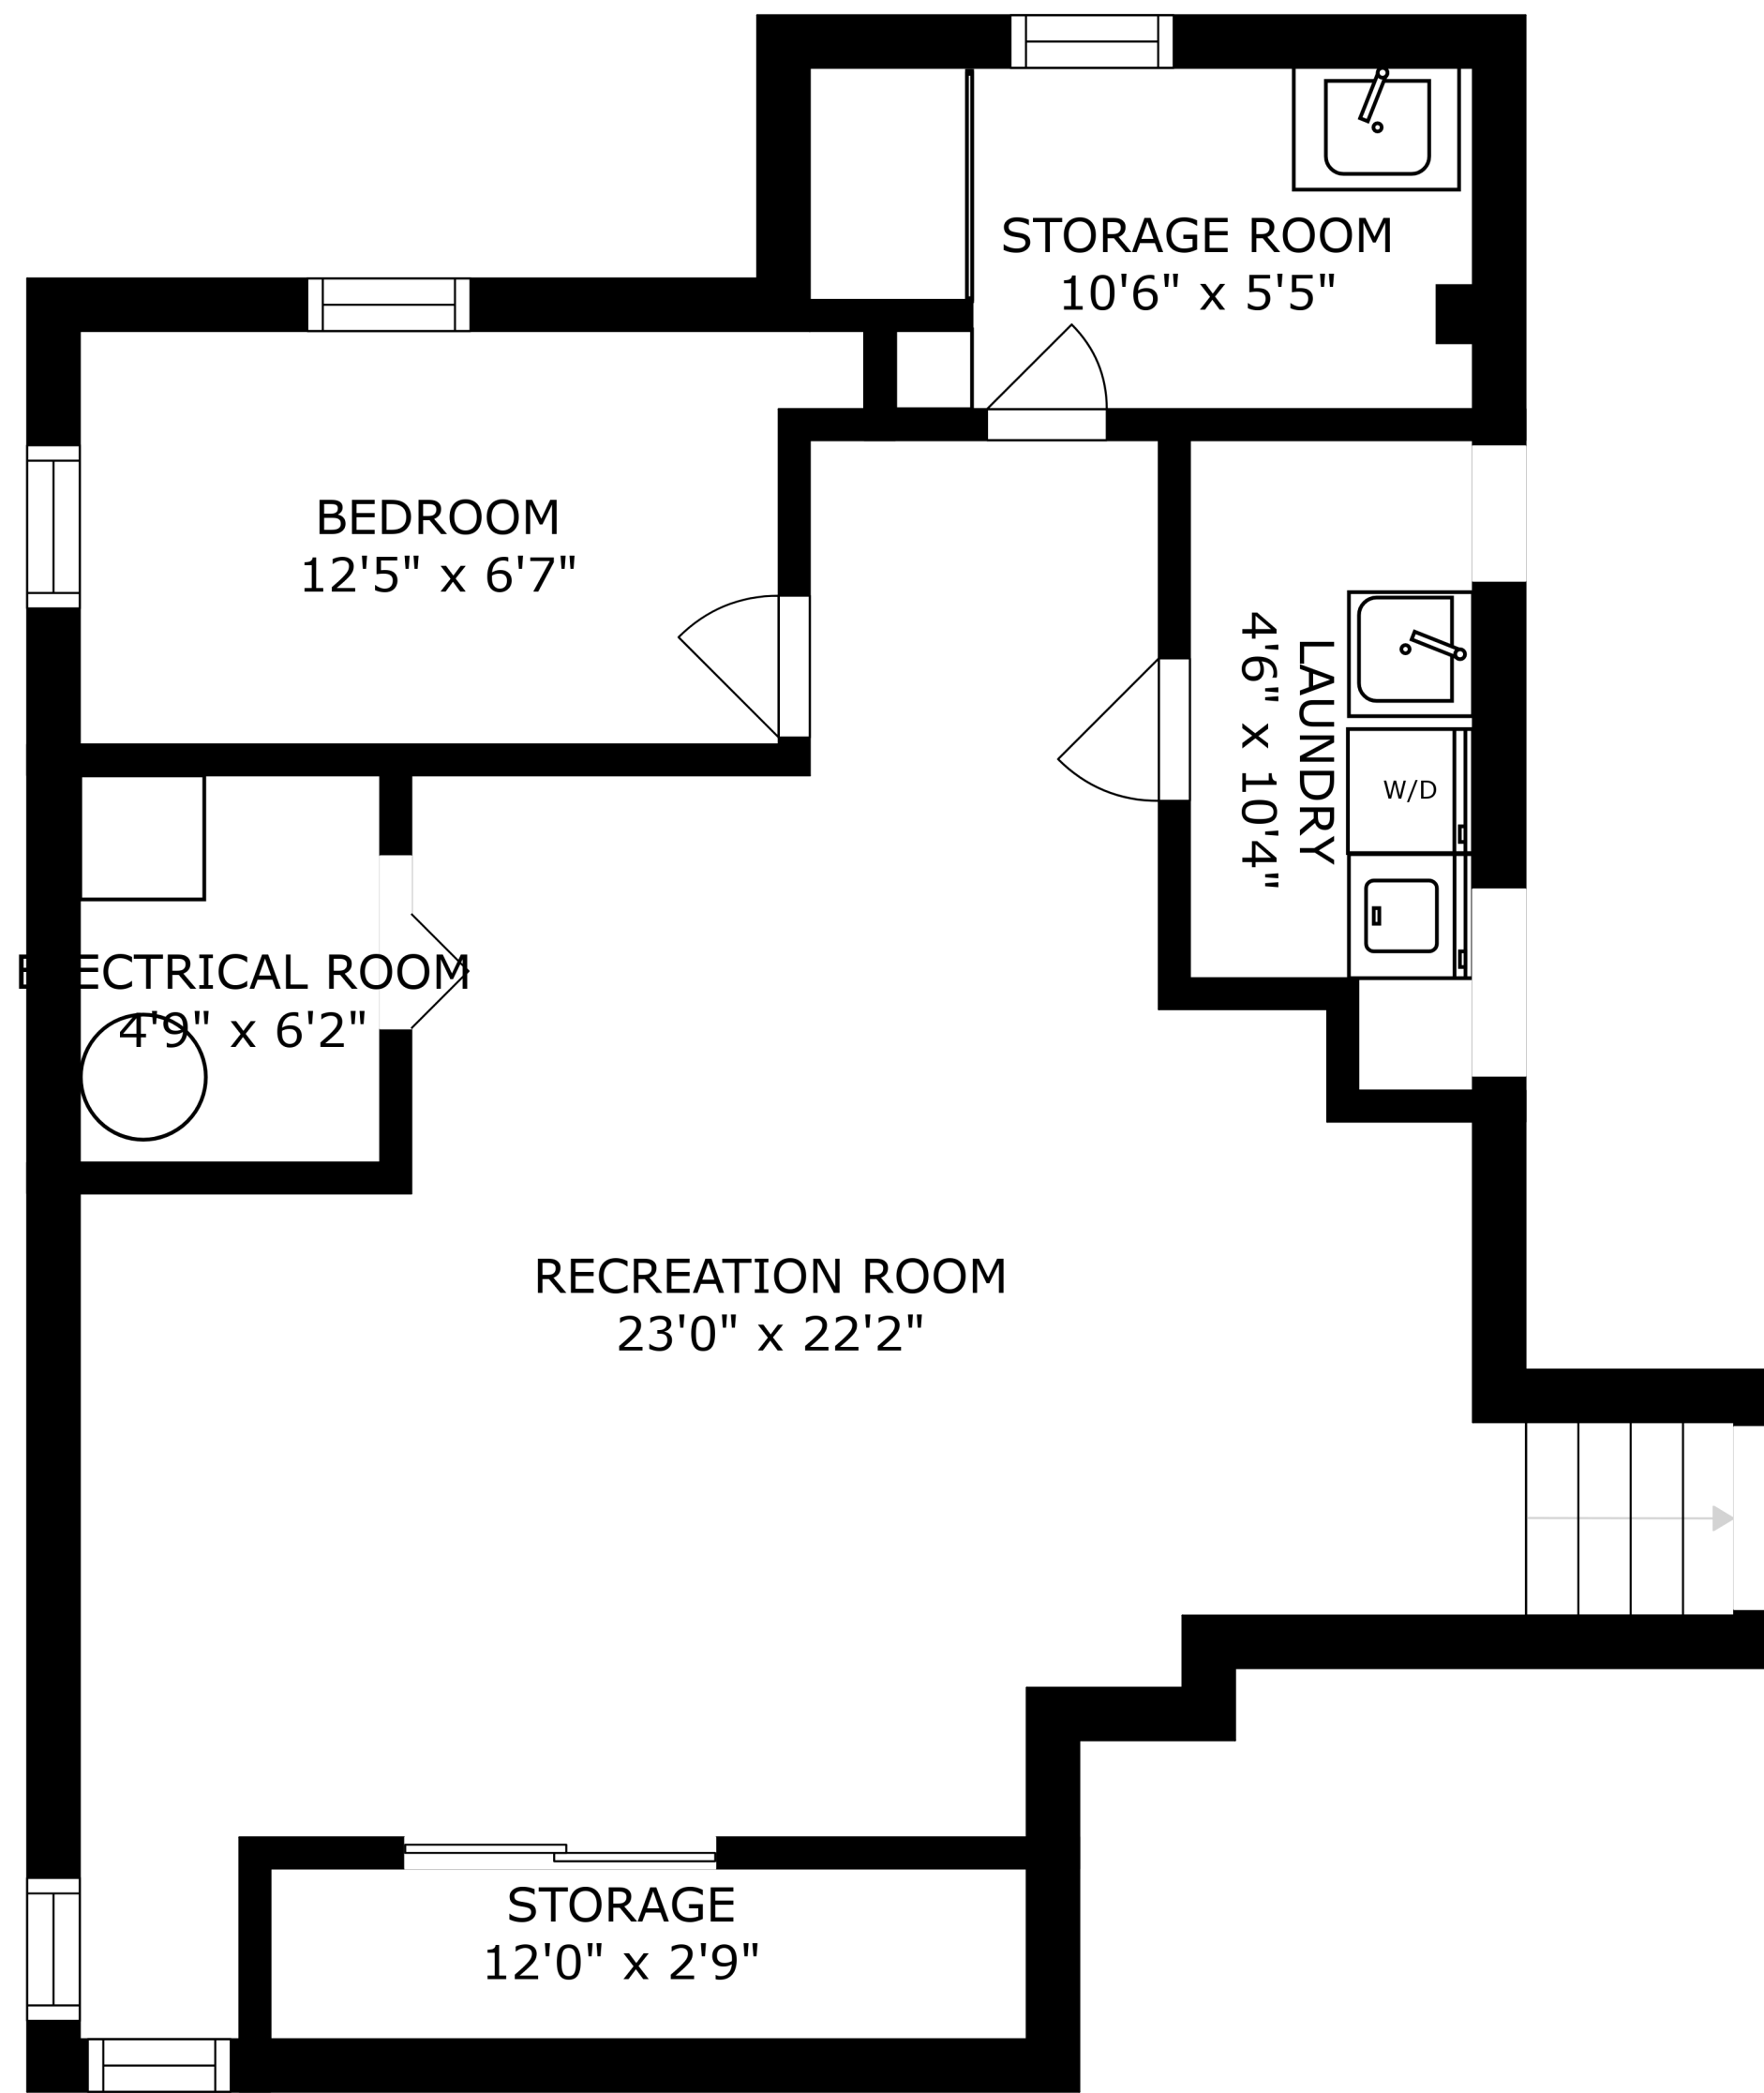 STORAGE ROOM
10'6" x 5'5"
BEDROOM
12'5" x 6'7"
LAUNDRY
4'6" x 10'4"
W/D
ELECTRICAL ROOM
4'9" x 6'2"
RECREATION ROOM
23'0" x 22'2"
STORAGE
12'0" x 2'9"